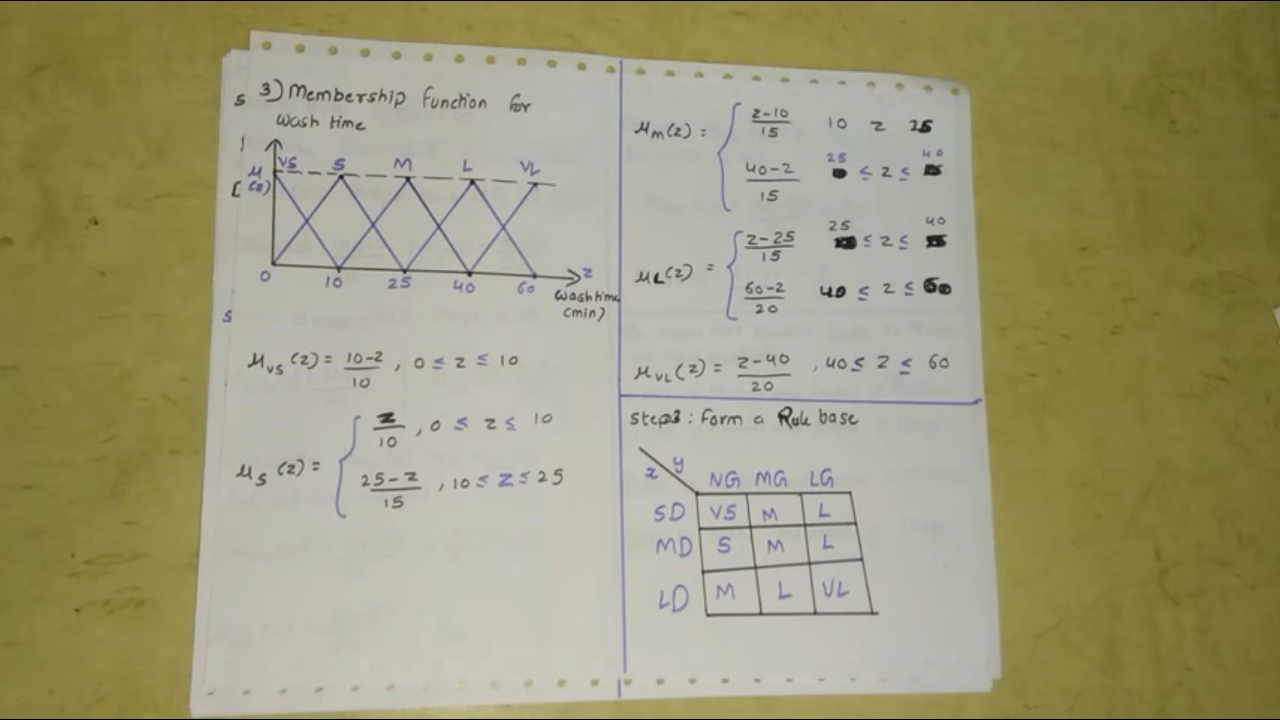 3) Membership Function for
Wash time
1
μ(z)
VS S M L VL
0 10 25 40 60 z
Wash time
(min)
μVS (z) = 10-z/10 , 0 ≤ z ≤ 10
μS (z) = { z/10 , 0 ≤ z ≤ 10
25-z/15 , 10 ≤ z ≤ 25
μM(z) = { z-10/15 10 z 25
40-z/15 25 ≤ z ≤ 40
μL(z) = { z-25/15 25 ≤ z ≤ 40
60-z/20 40 ≤ z ≤ 60
μVL(z) = z-40/20 , 40 ≤ z ≤ 60
Step3: Form a Rule base
x y NG MG LG
SD VS M L
MD S M L
LD M L VL